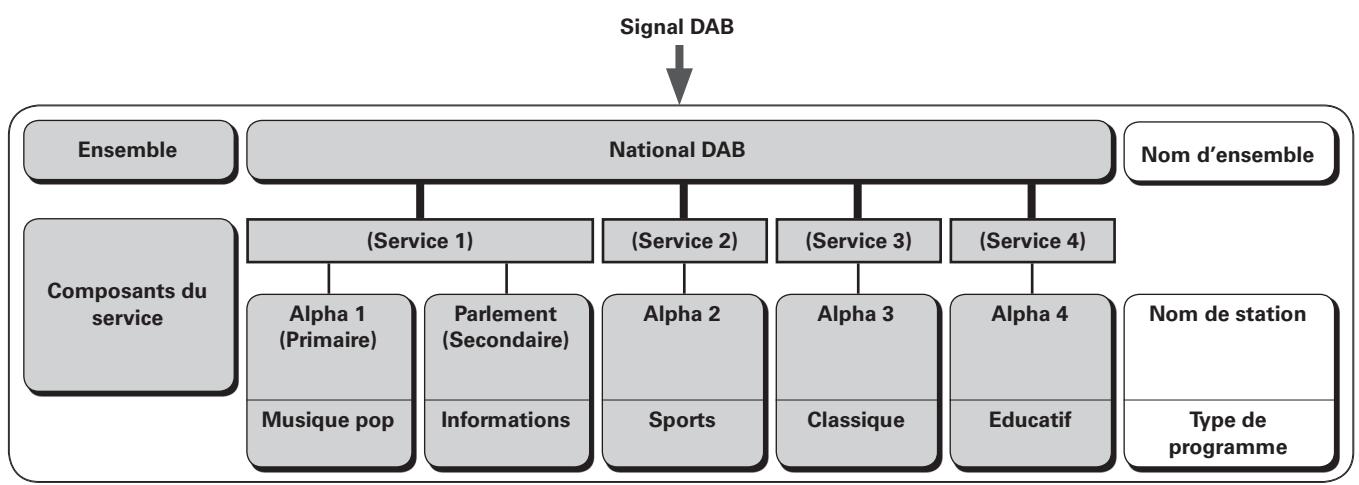 Signal DAB
Ensemble
National DAB
Nom d'ensemble
(Service 1)
(Service 2)
(Service 3)
(Service 4)
Composants du
service
Alpha 1
(Primaire)
Parlement
(Secondaire)
Alpha 2
Alpha 3
Alpha 4
Nom de station
Musique pop
Informations
Sports
Classique
Educatif
Type de
programme